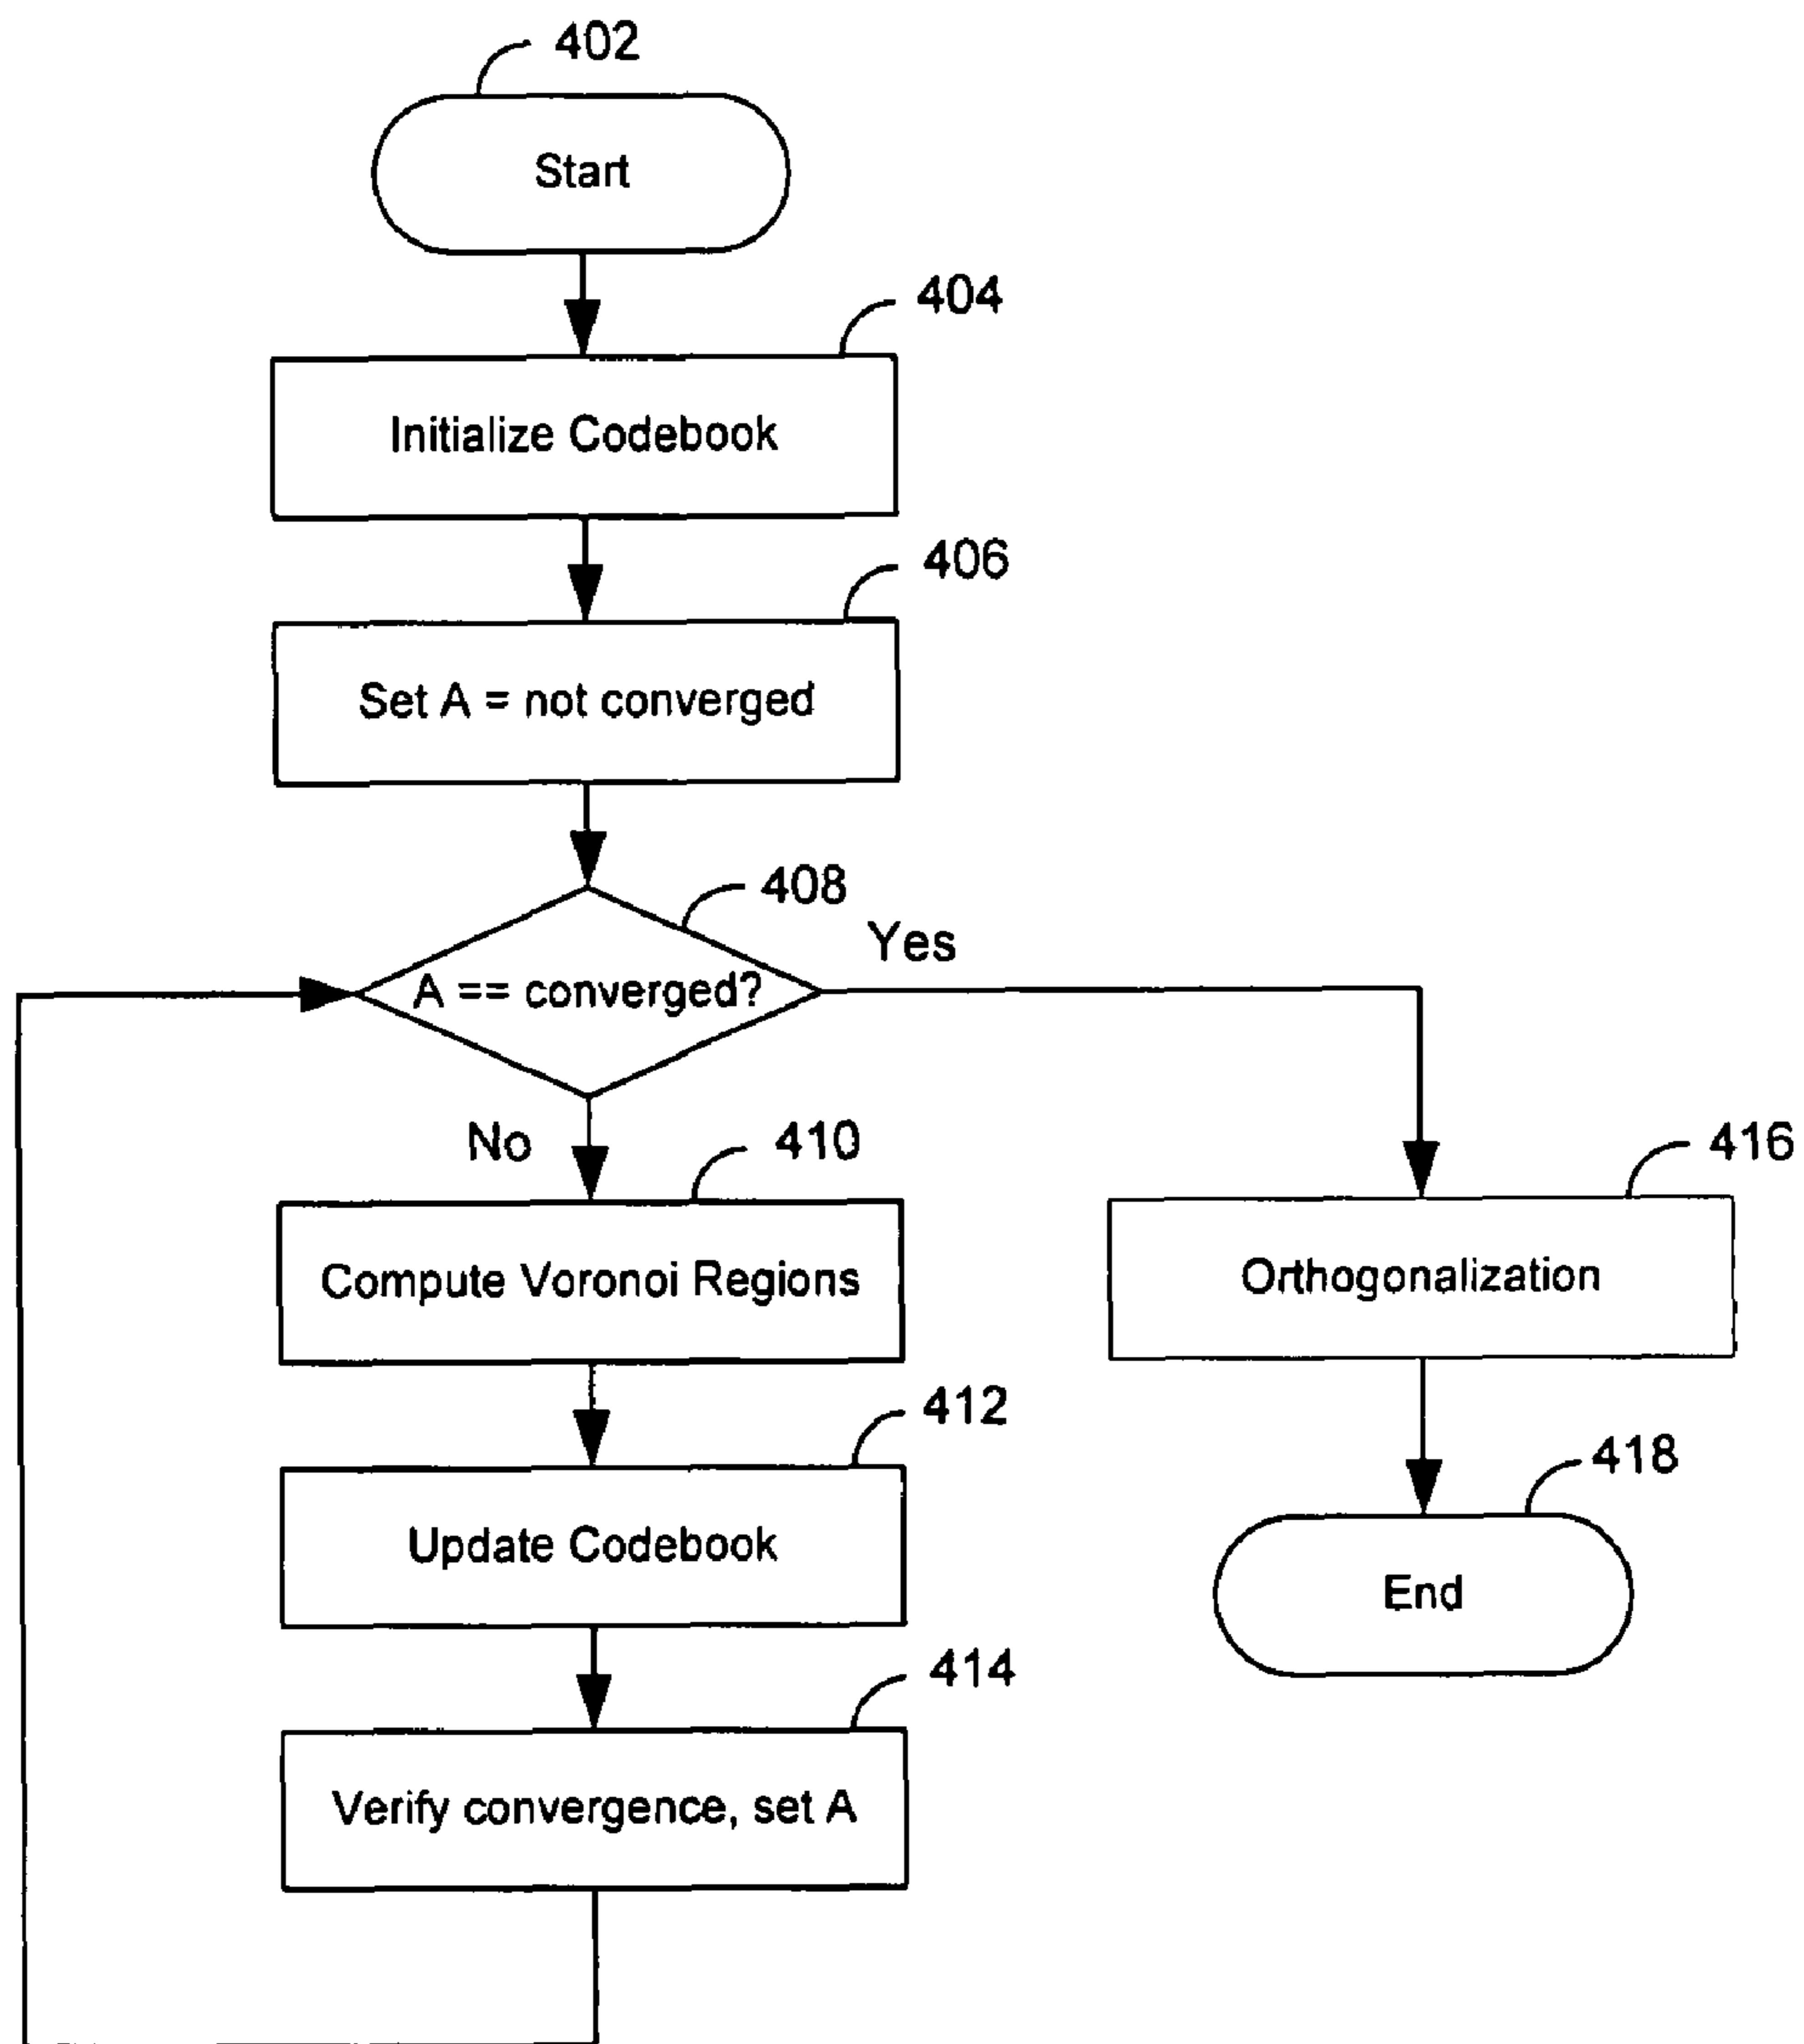 402
Start
404
Initialize Codebook
406
Set A = not converged
408
A == converged?
Yes
No
410
Compute Voronoi Regions
416
Orthogonalization
412
Update Codebook
418
End
414
Verify convergence, set A